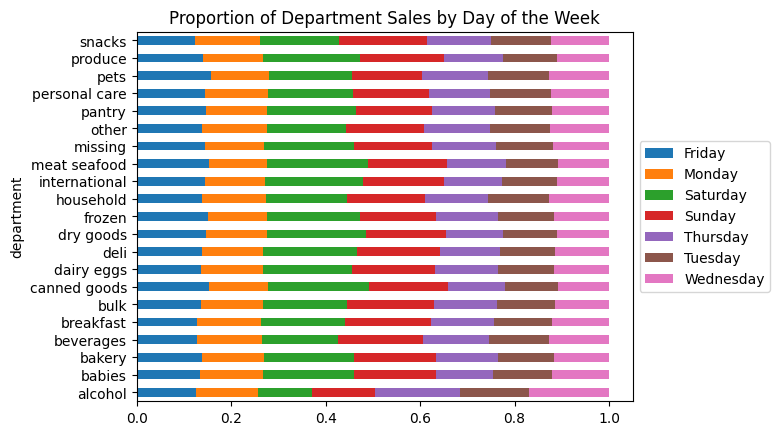 Proportion of Department Sales by Day of the Week
department
snacks
produce
pets
personal care
pantry
other
missing
meat seafood
international
household
frozen
dry goods
deli
dairy eggs
canned goods
bulk
breakfast
beverages
bakery
babies
alcohol
0.0 0.2 0.4 0.6 0.8 1.0
Friday
Monday
Saturday
Sunday
Thursday
Tuesday
Wednesday